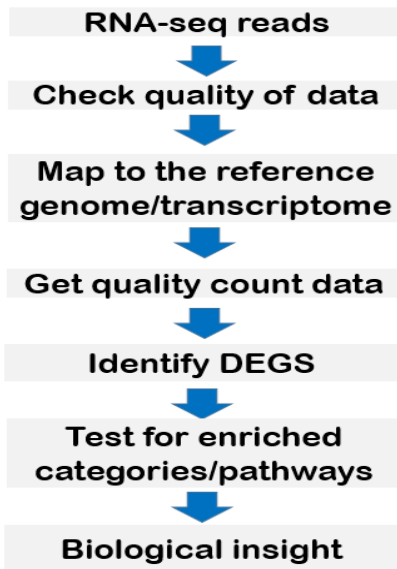 RNA-seq reads
Check quality of data
Map to the reference
genome/transcriptome
Get quality count data
Identify DEGS
Test for enriched
categories/pathways
Biological insight